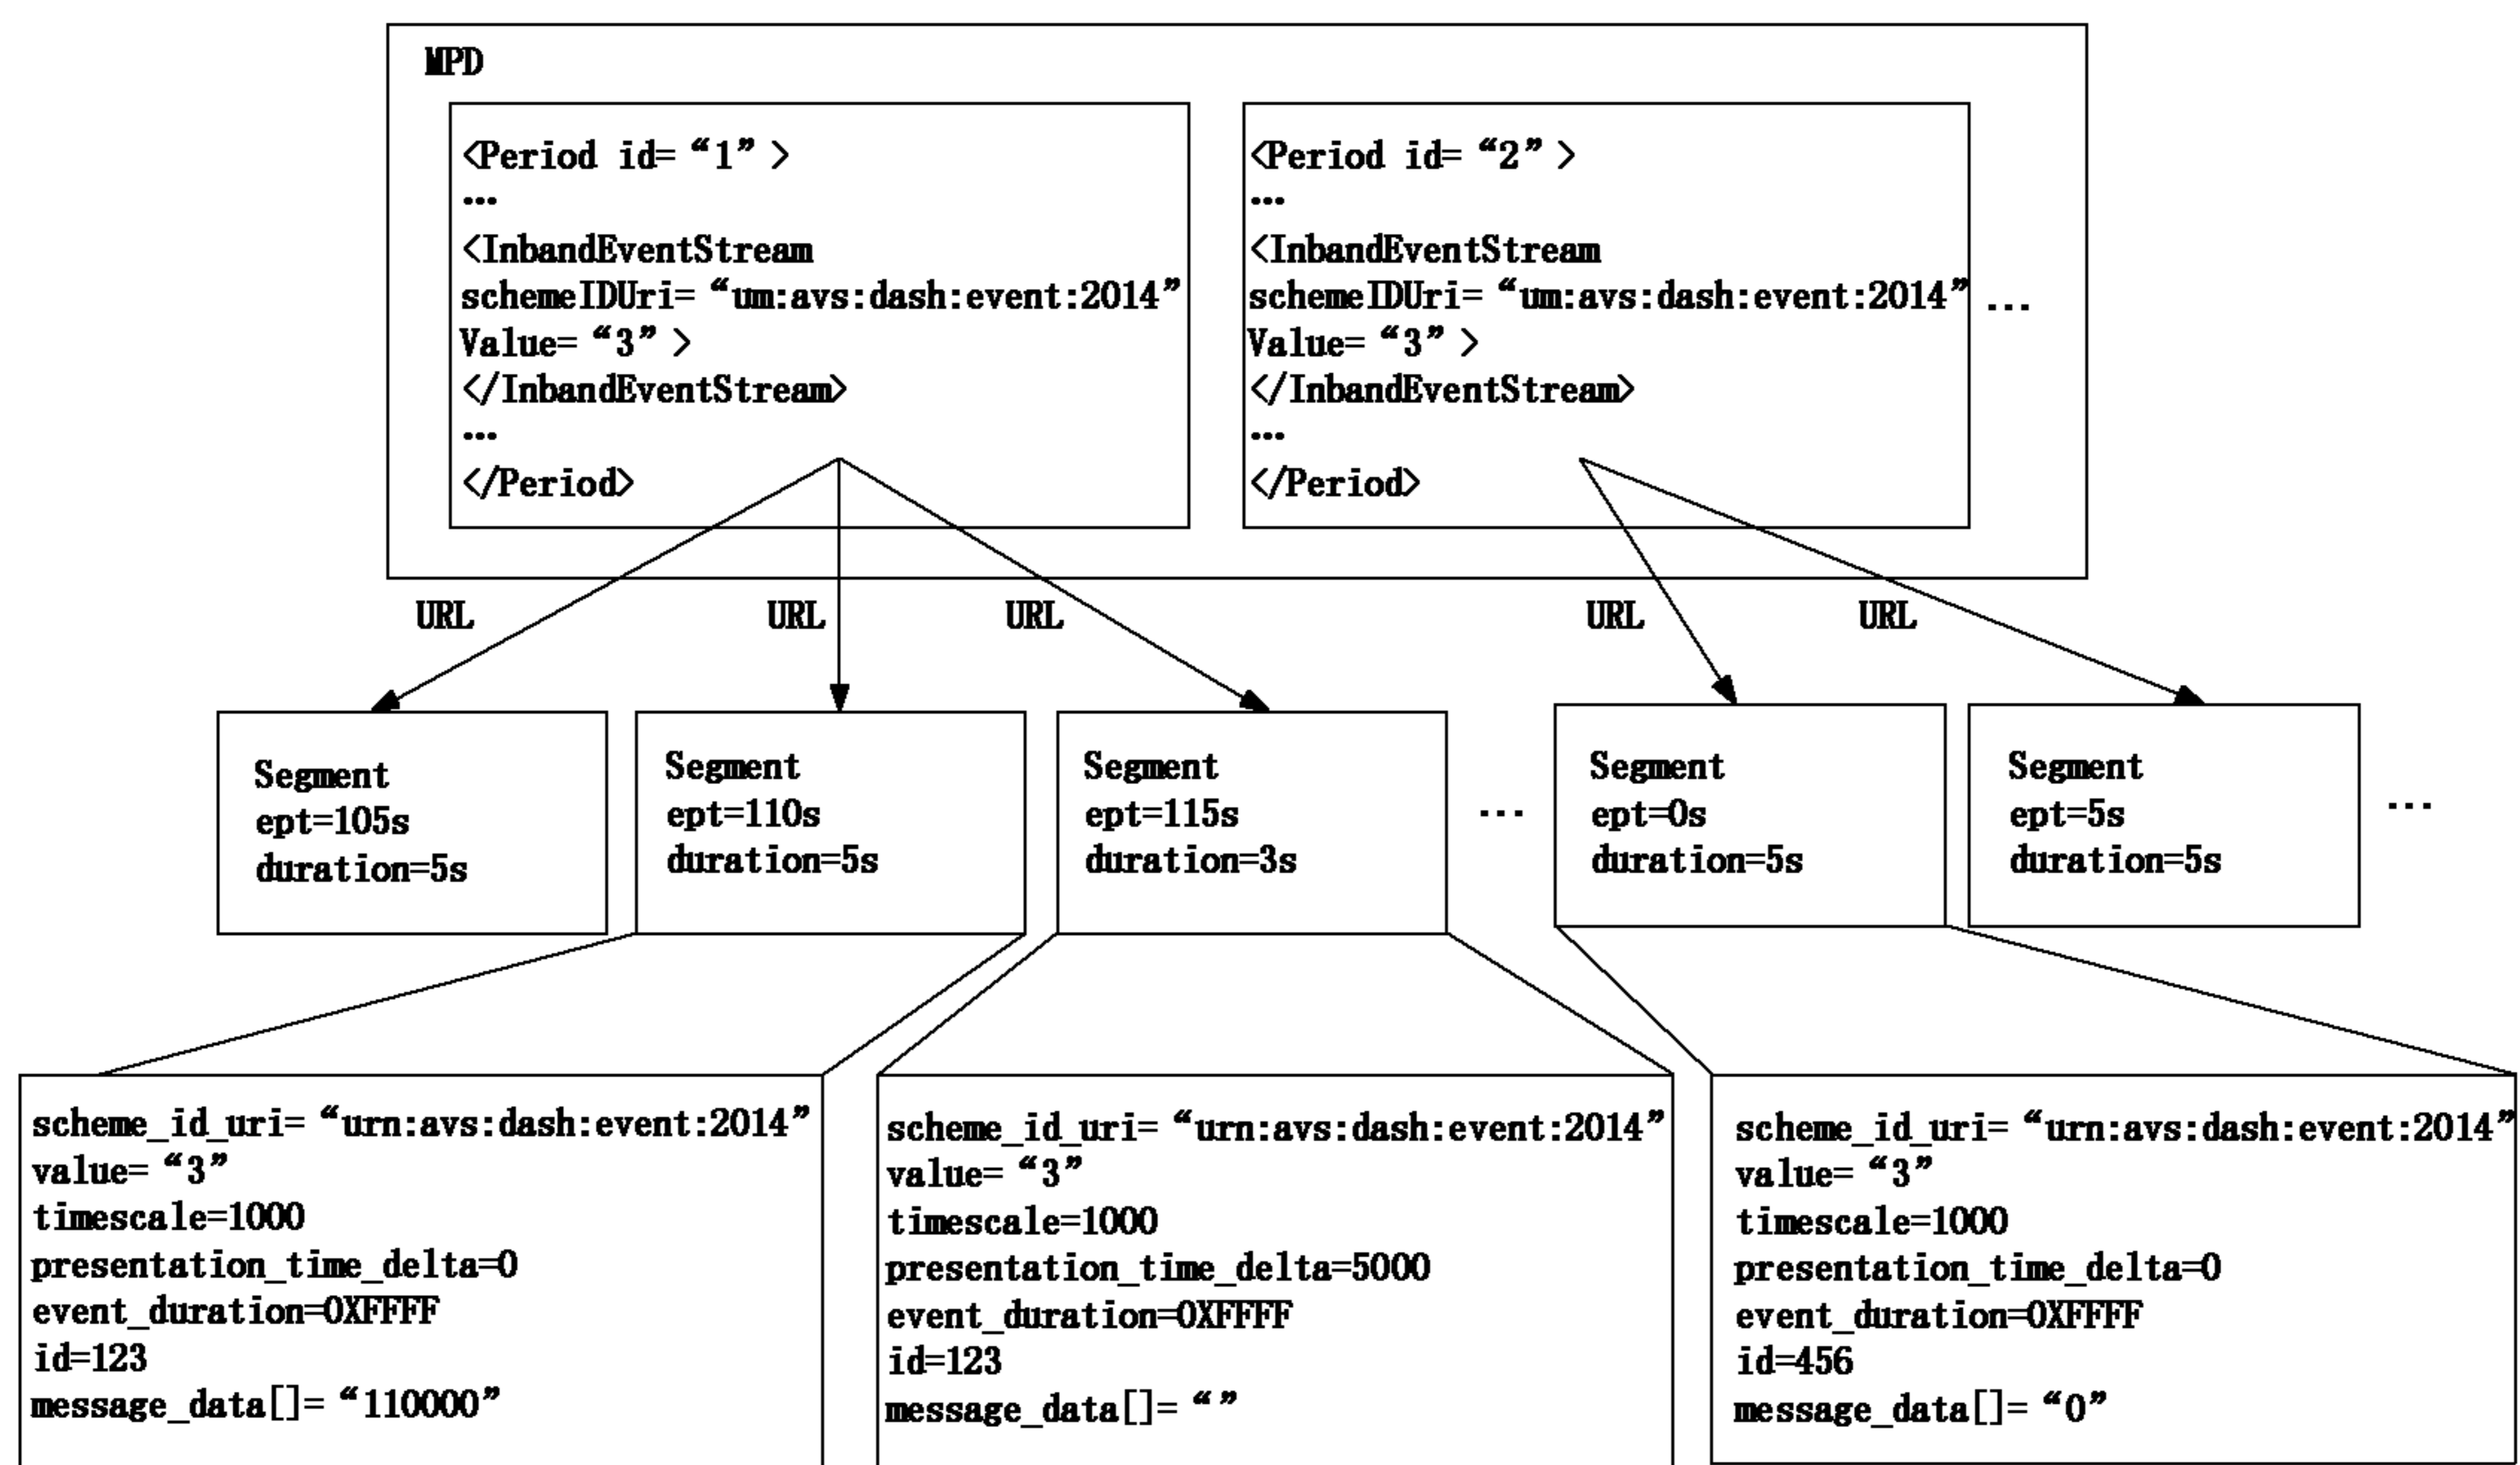 MPD
<Period id= “1” >
…
<InbandEventStream
schemeIDUri= “um:avs:dash:event:2014”
Value= “3” >
</InbandEventStream>
…
</Period>
<Period id= “2” >
…
<InbandEventStream
schemeIDUri= “um:avs:dash:event:2014”
Value= “3” >
</InbandEventStream>
…
</Period>
...
URL
URL
URL
URL
URL
Segment
ept=105s
duration=5s
Segment
ept=110s
duration=5s
Segment
ept=115s
duration=3s
...
Segment
ept=0s
duration=5s
Segment
ept=5s
duration=5s
...
scheme_id_uri= “urn:avs:dash:event:2014”
value= “3”
timescale=1000
presentation_time_delta=0
event_duration=0XFFFF
id=123
message_data[]= “110000”
scheme_id_uri= “urn:avs:dash:event:2014”
value= “3”
timescale=1000
presentation_time_delta=5000
event_duration=0XFFFF
id=123
message_data[]= “ ”
scheme_id_uri= “urn:avs:dash:event:2014”
value= “3”
timescale=1000
presentation_time_delta=0
event_duration=0XFFFF
id=456
message_data[]= “0”